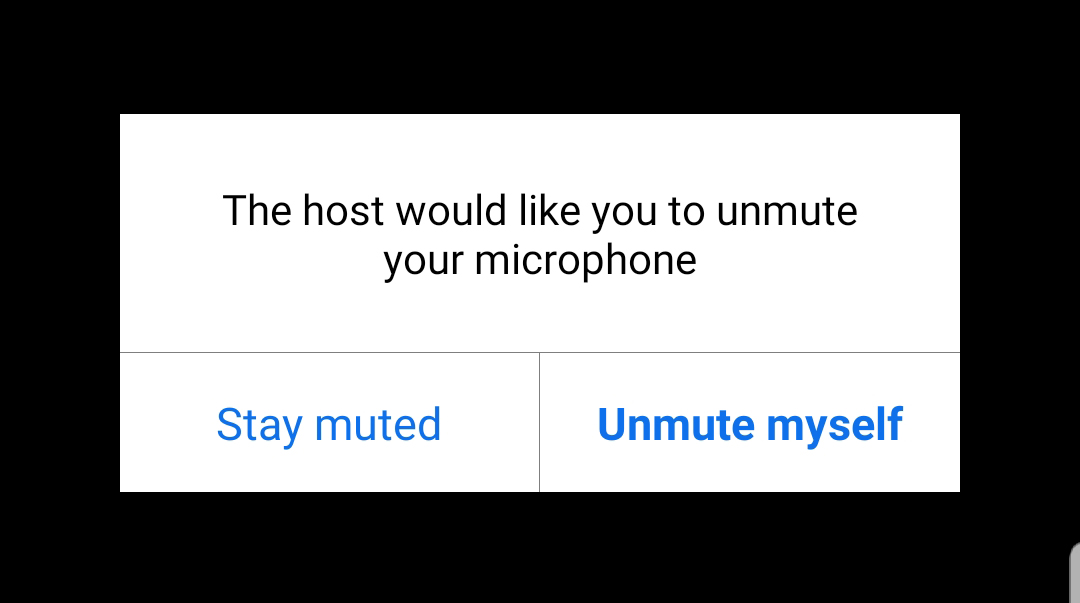 The host would like you to unmute
your microphone
Stay muted
Unmute myself